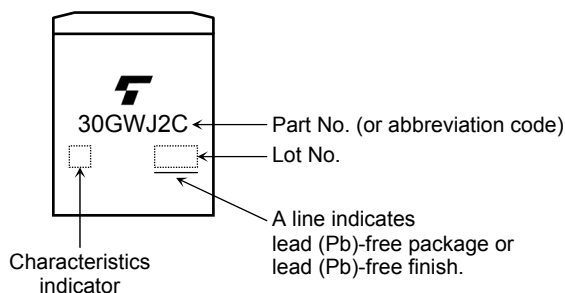 30GWJ2C
Part No. (or abbreviation code)
Lot No.
A line indicates
lead (Pb)-free package or
lead (Pb)-free finish.
Characteristics
indicator